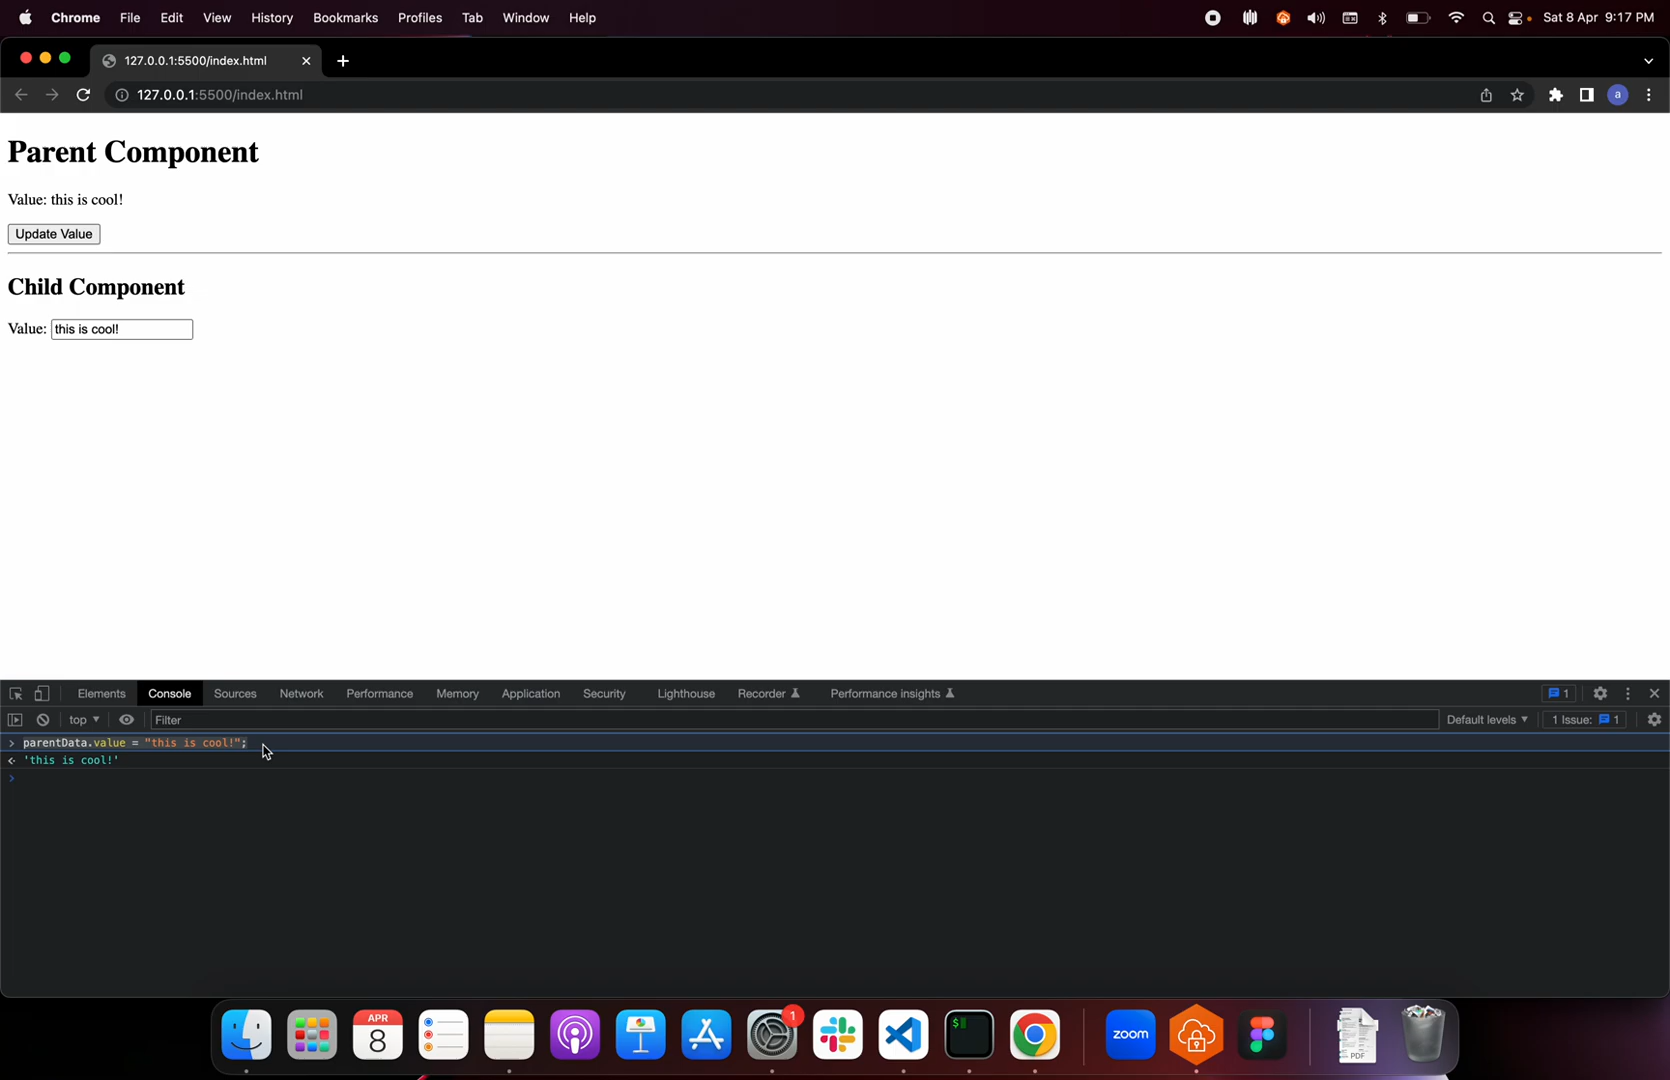 Chrome File Edit View History Bookmarks Profiles Tab Window Help Sat 8 Apr 9:17 PM
127.0.0.1:5500/index.html
127.0.0.1:5500/index.html a
Parent Component
Value: this is cool!
Update Value
Child Component
Value: this is cool!
Elements Console Sources Network Performance Memory Application Security Lighthouse Recorder Performance insights 1
top Filter Default levels 1 Issue: 1
> parentData.value = "this is cool!";
'this is cool!'
>
APR
8
1
$
zoom
PDF